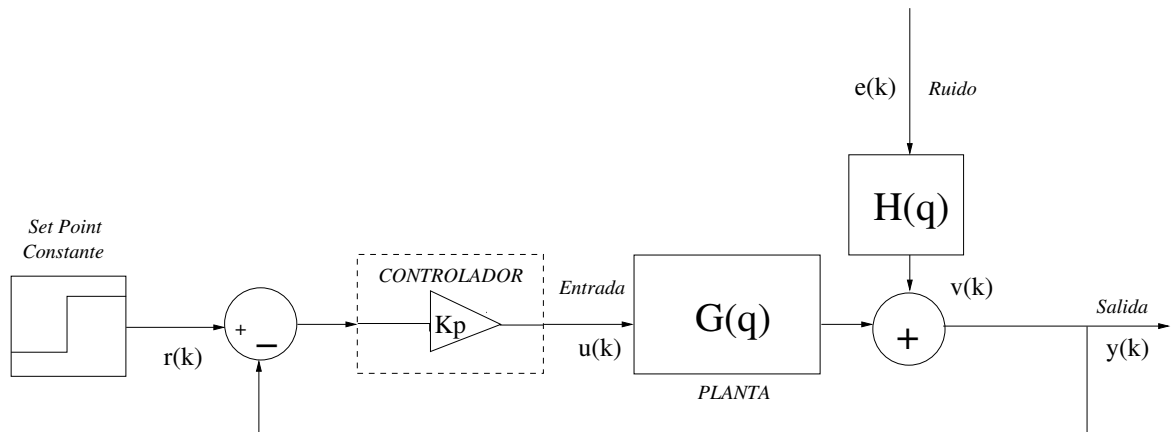 e(k)
Ruido
H(q)
Set Point
Constante
CONTROLADOR
Entrada
v(k)
Salida
+
Kp
G(q)
+
−
r(k)
u(k)
y(k)
PLANTA